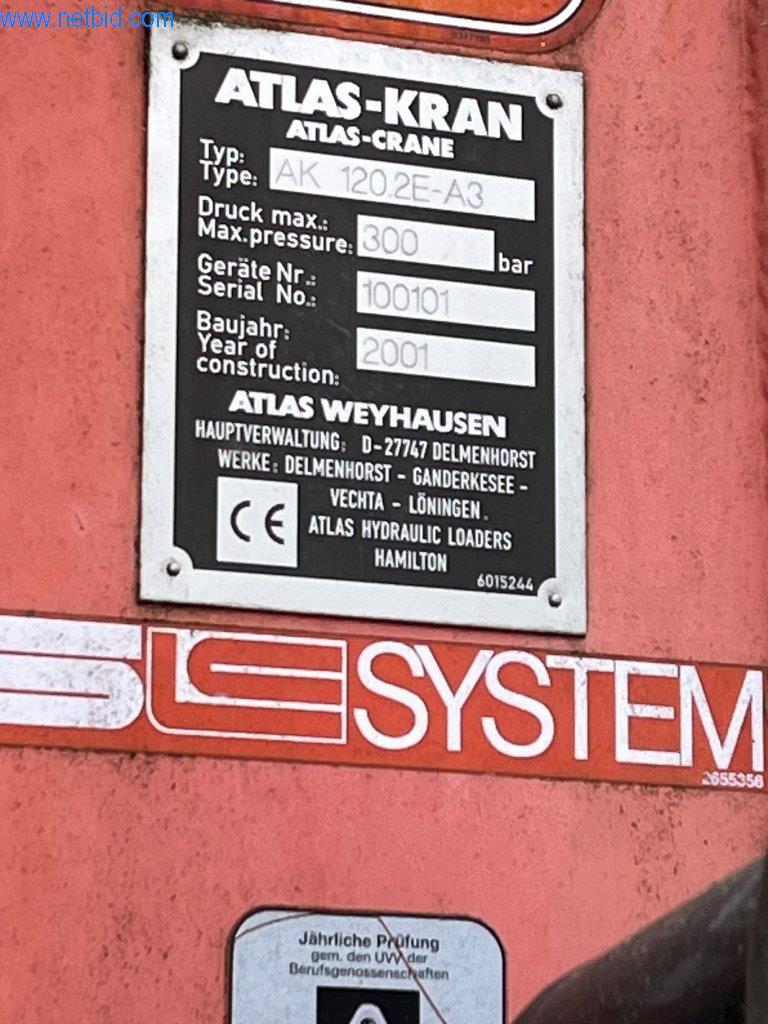 www.netbid.com
ATLAS-KRAN
ATLAS-CRANE
Typ:
Type: AK 120.2E-A3
Druck max.:
Max.pressure: 300 bar
Geräte Nr.:
Serial No.: 100101
Baujahr:
Year of
construction: 2001
ATLAS WEYHAUSEN
HAUPTVERWALTUNG: D-27747 DELMENHORST
WERKE: DELMENHORST - GANDERKESEE -
VECHTA - LÖNINGEN.
CE
ATLAS HYDRAULIC LOADERS
HAMILTON
6015244
SLE SYSTEM
2655356
Jährliche Prüfung
gem. den UVV der
Berufsgenossenschaften